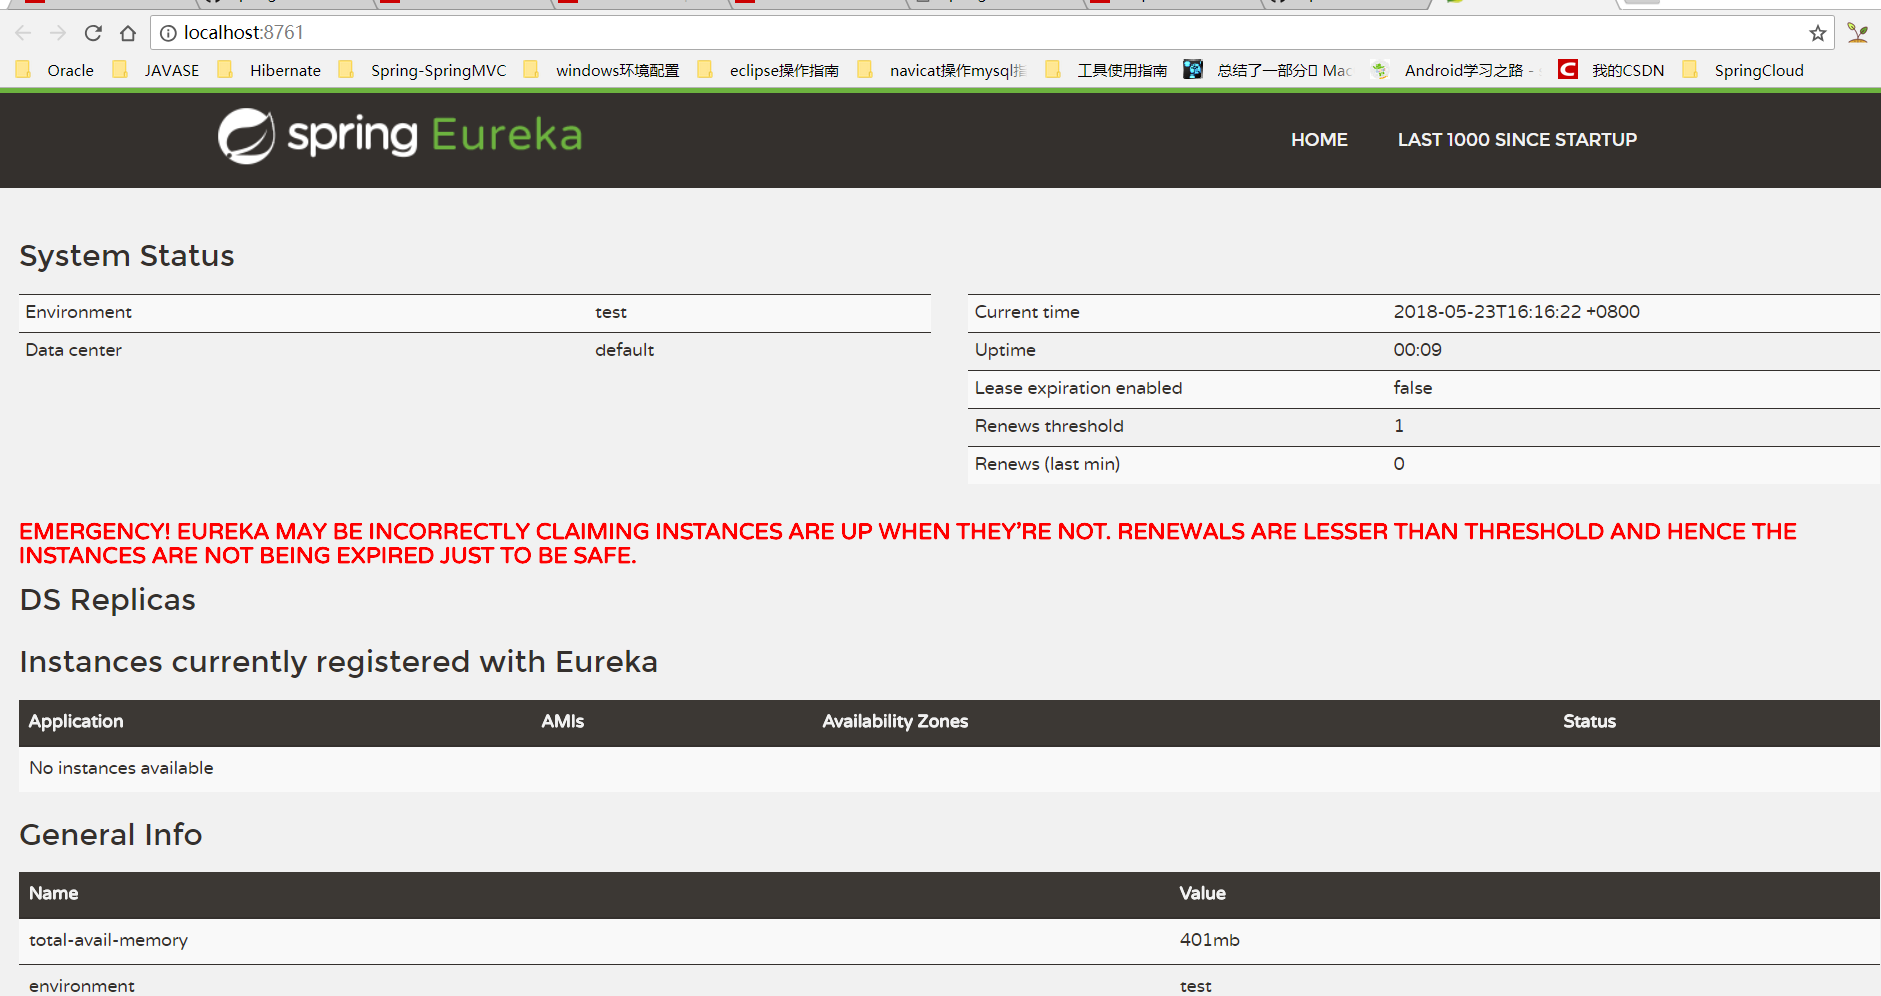 localhost:8761
Oracle JAVASE Hibernate Spring-SpringMVC windows环境配置 eclipse操作指南 navicat操作mysql指 工具使用指南 总结了一部分 Mac Android学习之路 - 我的CSDN SpringCloud
spring Eureka HOME LAST 1000 SINCE STARTUP
System Status
Environment test
Data center default
Current time 2018-05-23T16:16:22 +0800
Uptime 00:09
Lease expiration enabled false
Renews threshold 1
Renews (last min) 0
EMERGENCY! EUREKA MAY BE INCORRECTLY CLAIMING INSTANCES ARE UP WHEN THEY’RE NOT. RENEWALS ARE LESSER THAN THRESHOLD AND HENCE THE
INSTANCES ARE NOT BEING EXPIRED JUST TO BE SAFE.
DS Replicas
Instances currently registered with Eureka
Application AMIs Availability Zones Status
No instances available
General Info
Name Value
total-avail-memory 401mb
environment test